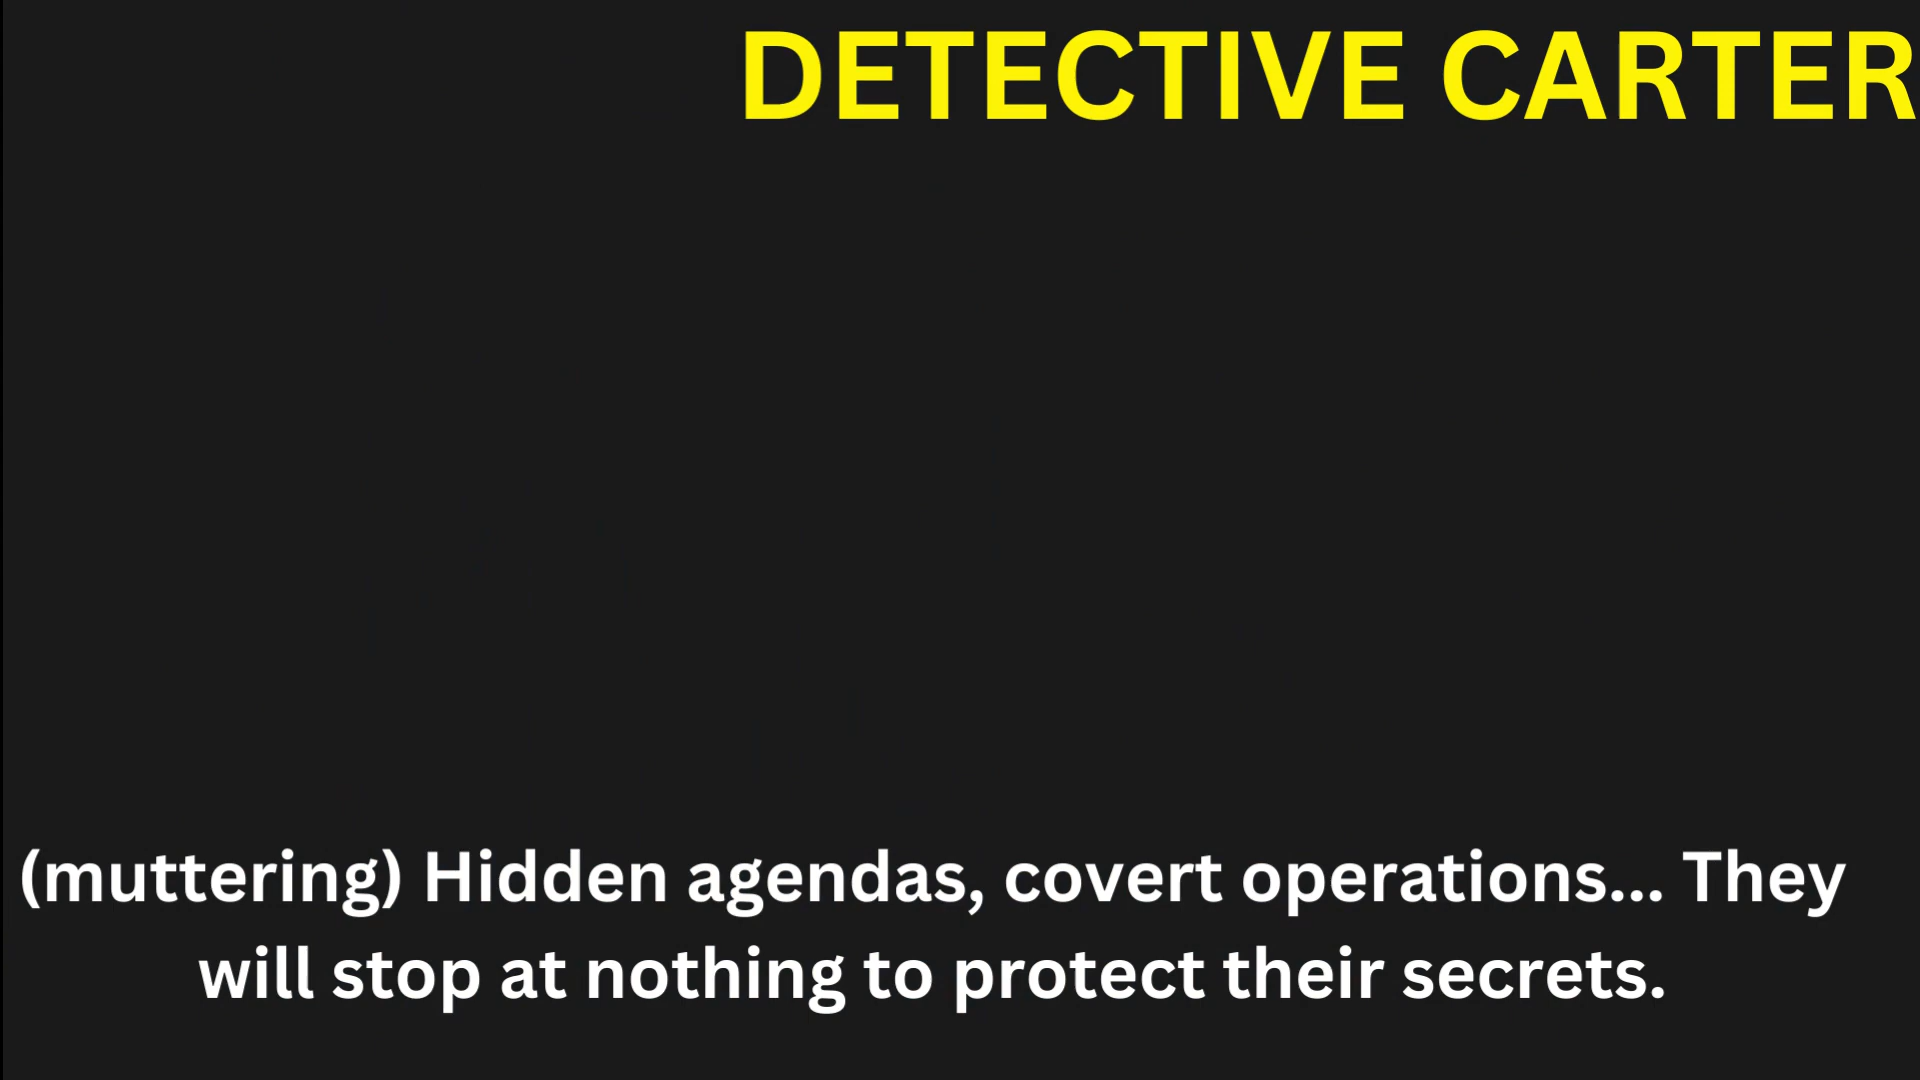 DETECTIVE CARTER
(muttering) Hidden agendas, covert operations... They
will stop at nothing to protect their secrets.